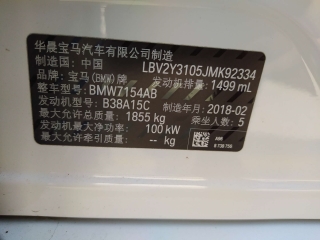 华晨宝马汽车有限公司制造
制造国：中国 LBV2Y3105JMK92334
宝马(BMW)牌 发动机排量：1499 mL
整车型号：BMW7154AB
发动机型号：B38A15C 制造年月：2018-02
最大允许总质量：1855 kg 乘坐人数：5
发动机最大净功率：100 kW
最大允许牵引质量：-- kg